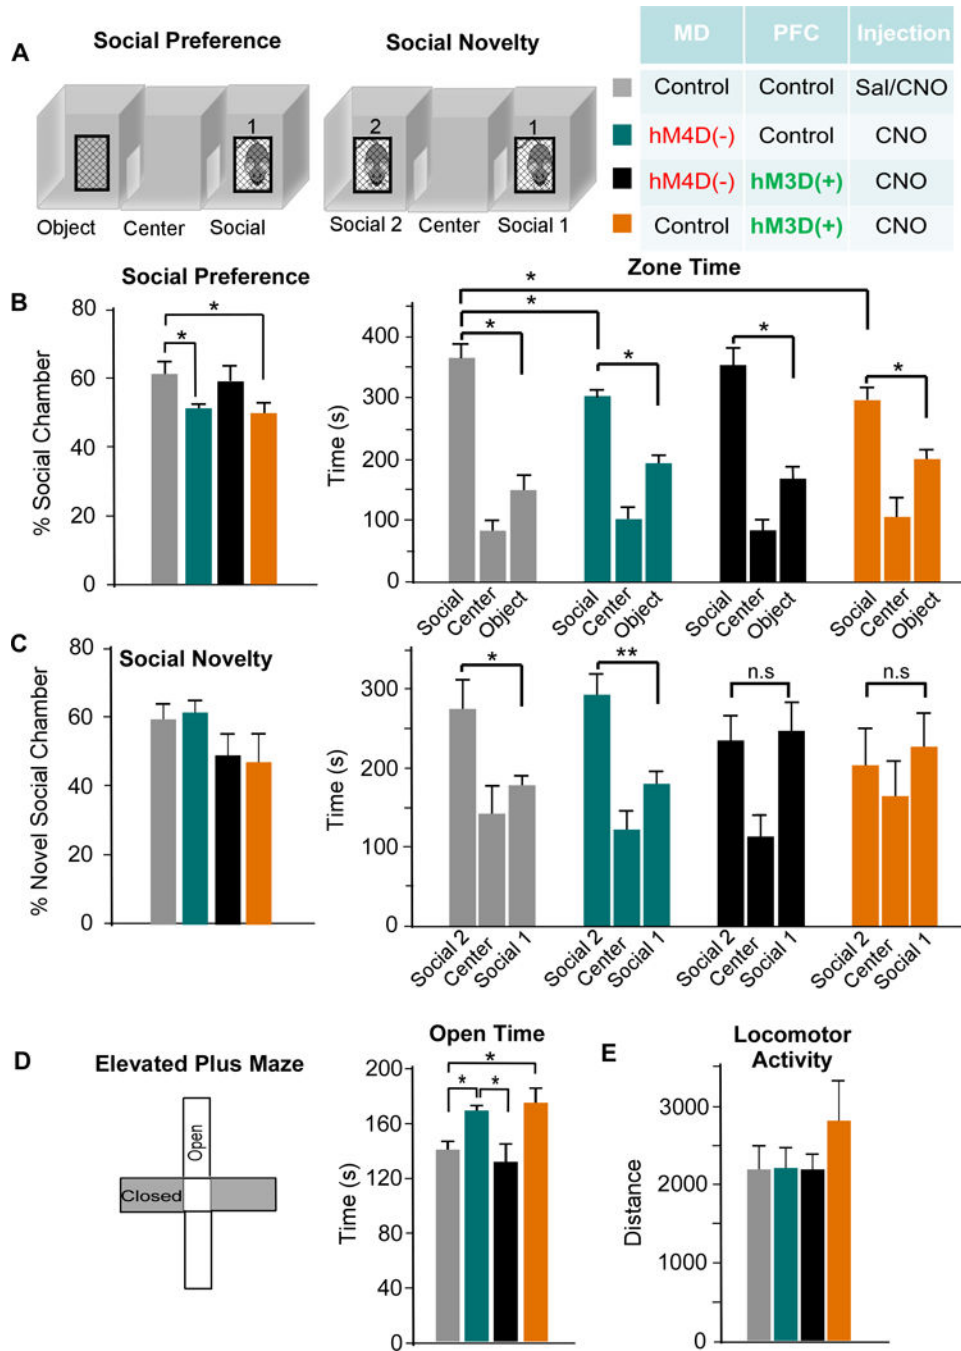 A
Social Preference
Social Novelty
1
2
1
Object Center Social
Social 2 Center Social 1
MD PFC Injection
Control Control Sal/CNO
hM4D(-) Control CNO
hM4D(-) hM3D(+) CNO
Control hM3D(+) CNO
B
Social Preference
% Social Chamber
80
60
40
20
0
*
*
Zone Time
Time (s)
400
300
200
100
0
*
*
*
*
*
*
Social Center Object
Social Center Object
Social Center Object
Social Center Object
C
Social Novelty
% Novel Social Chamber
80
60
40
20
0
Time (s)
300
200
100
0
*
**
n.s
n.s
Social 2 Center Social 1
Social 2 Center Social 1
Social 2 Center Social 1
Social 2 Center Social 1
D
Elevated Plus Maze
Open
Closed
Open Time
Time (s)
200
160
120
80
40
0
*
*
*
E
Locomotor
Activity
Distance
3000
2000
1000
0